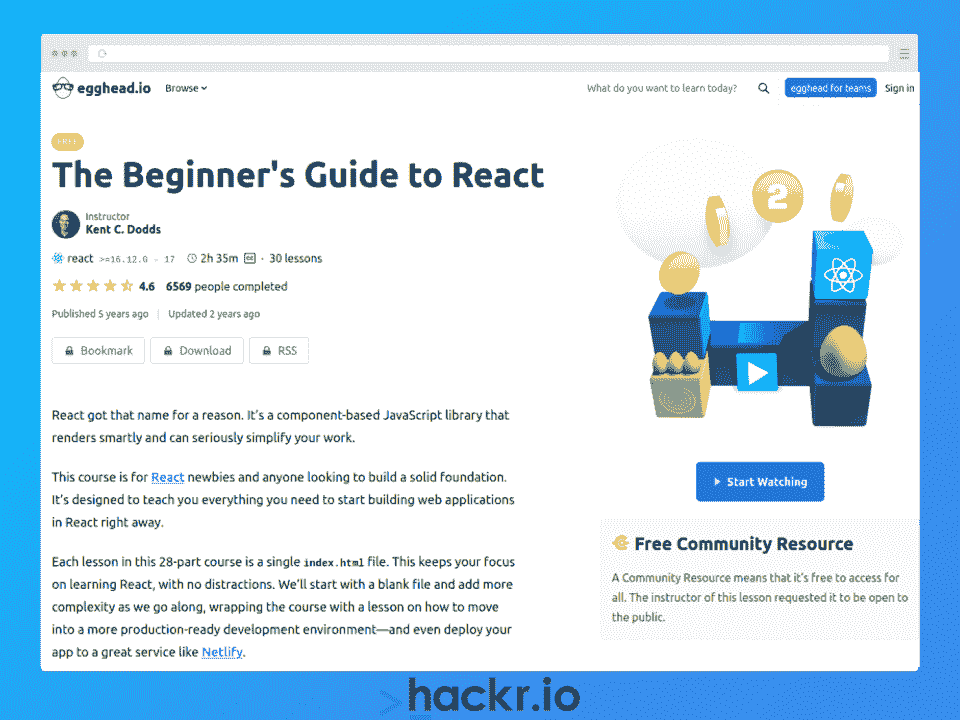 egghead.io Browse What do you want to learn today? egghead for teams Sign in
FREE
The Beginner's Guide to React
Instructor
Kent C. Dodds
react >=16.12.0 - 17 2h 35m CC · 30 lessons
4.6 6569 people completed
Published 5 years ago Updated 2 years ago
Bookmark Download RSS
React got that name for a reason. It's a component-based JavaScript library that
renders smartly and can seriously simplify your work.
This course is for React newbies and anyone looking to build a solid foundation.
It's designed to teach you everything you need to start building web applications
in React right away.
Each lesson in this 28-part course is a single index.html file. This keeps your focus
on learning React, with no distractions. We'll start with a blank file and add more
complexity as we go along, wrapping the course with a lesson on how to move
into a more production-ready development environment—and even deploy your
app to a great service like Netlify.
2
Start Watching
Free Community Resource
A Community Resource means that it's free to access for
all. The instructor of this lesson requested it to be open to
the public.
hackr.io